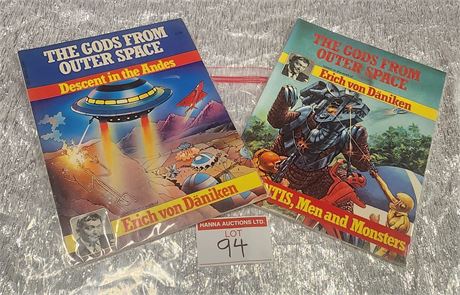 THE GODS FROM
OUTER SPACE
Descent in the Andes
Erich von Däniken
THE GODS FROM
OUTER SPACE
Erich von Däniken
NTIS, Men and Monsters
HANNA AUCTIONS LTD.
LOT
94